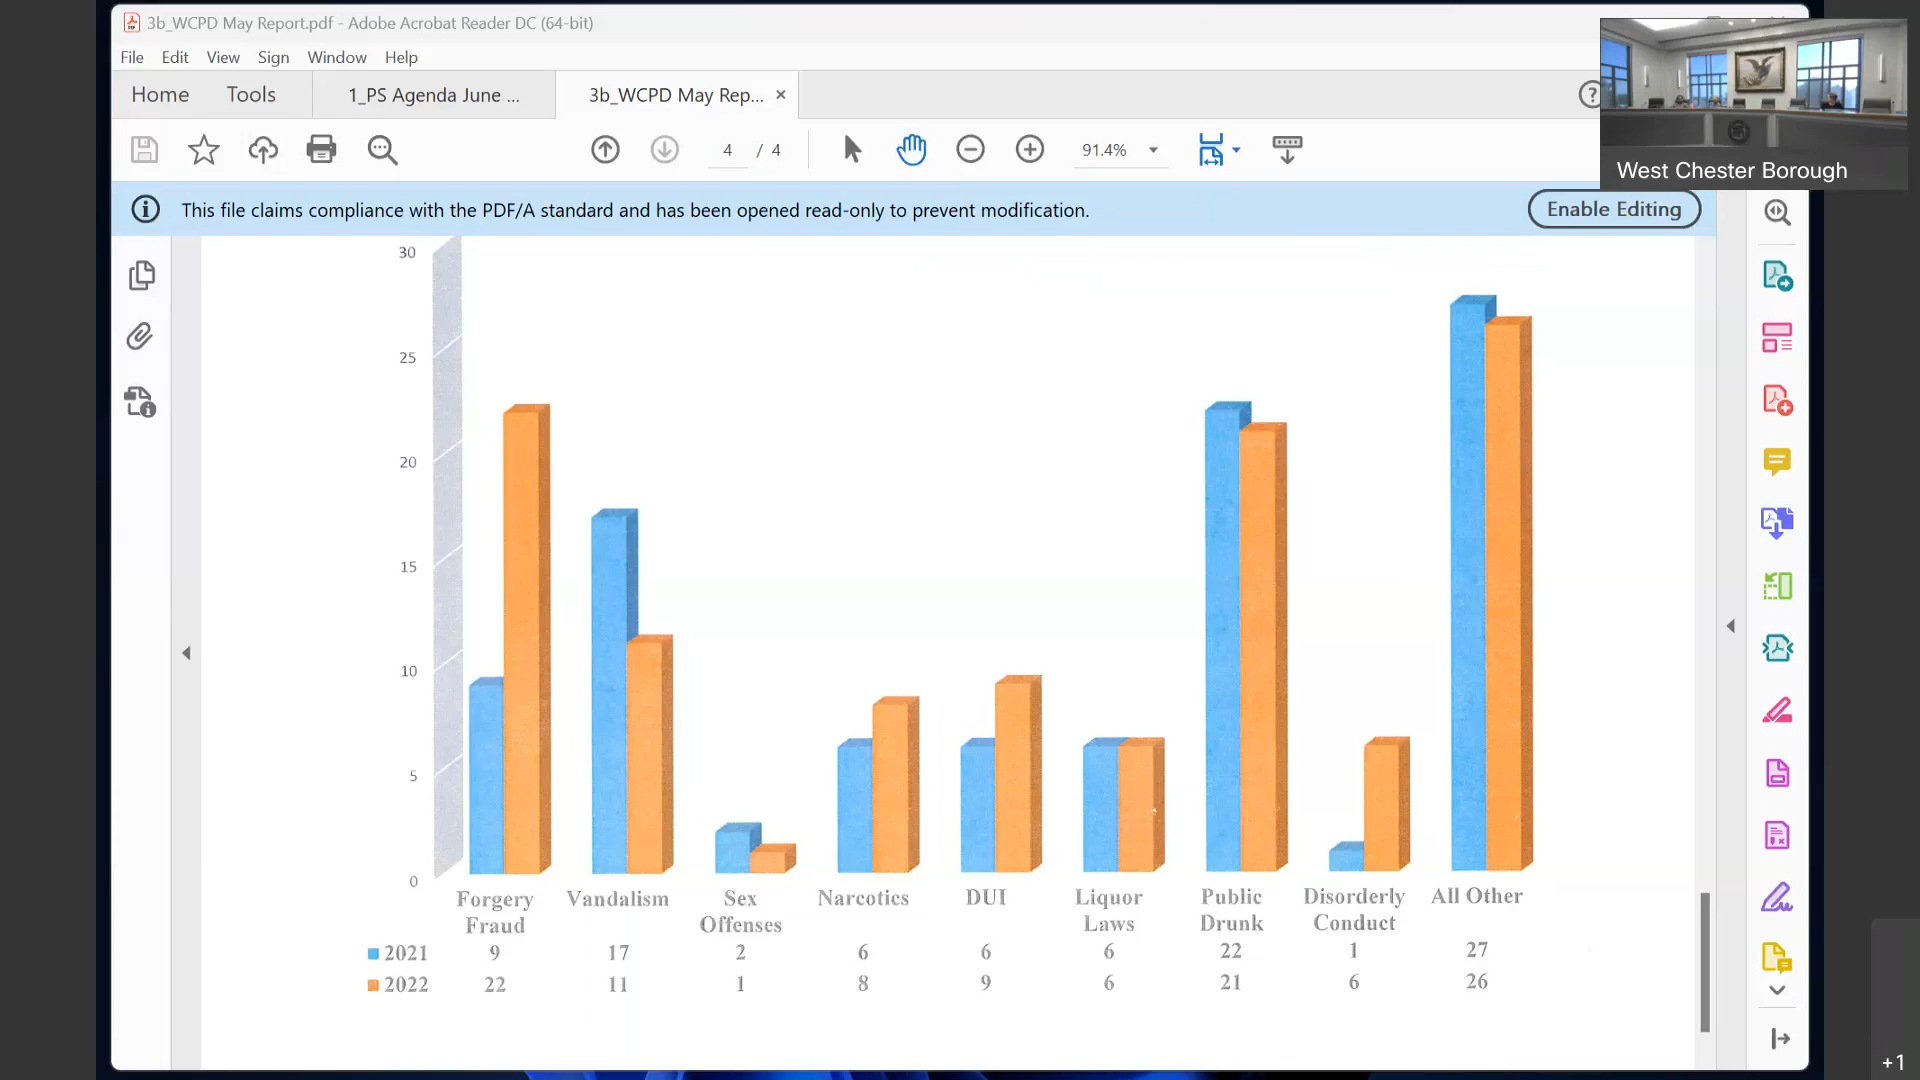 3b_WCPD May Report.pdf - Adobe Acrobat Reader DC (64-bit)
File Edit View Sign Window Help
Home Tools 1_PS Agenda June ... 3b_WCPD May Rep... ×
4 / 4 91.4%
West Chester Borough
This file claims compliance with the PDF/A standard and has been opened read-only to prevent modification. Enable Editing
30
25
20
15
10
5
0
Forgery Fraud Vandalism Sex Offenses Narcotics DUI Liquor Laws Public Drunk Disorderly Conduct All Other
2021 9 17 2 6 6 6 22 1 27
2022 22 11 1 8 9 6 21 6 26
+1